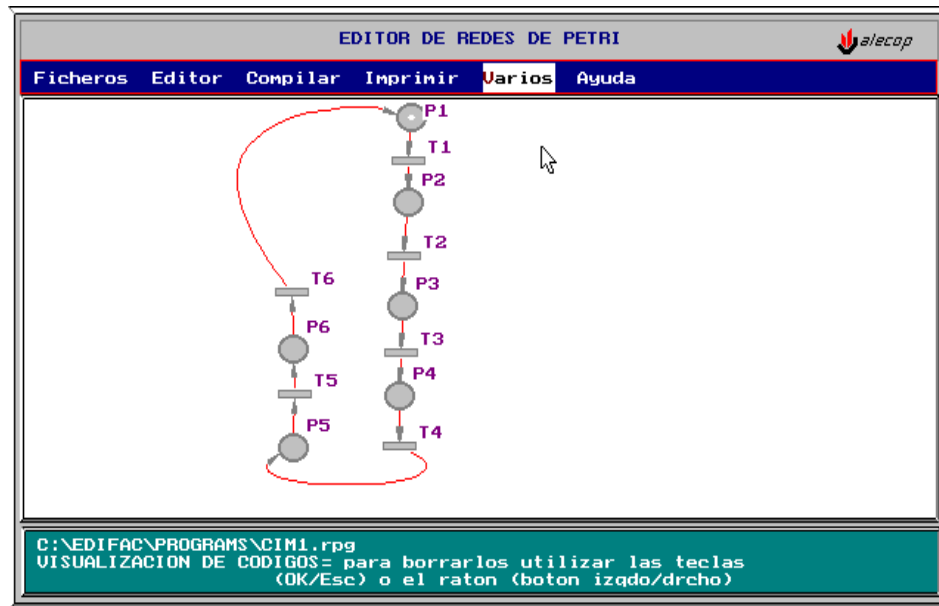 EDITOR DE REDES DE PETRI
alecop
Ficheros Editor Compilar Imprimir Varios Ayuda
P1
T1
P2
T2
T6
P3
P6
T3
T5
P4
P5
T4
C:\EDIFAC\PROGRAMS\CIM1.rpg
VISUALIZACION DE CODIGOS= para borrarlos utilizar las teclas
(OK/Esc) o el raton (boton izqdo/drcho)